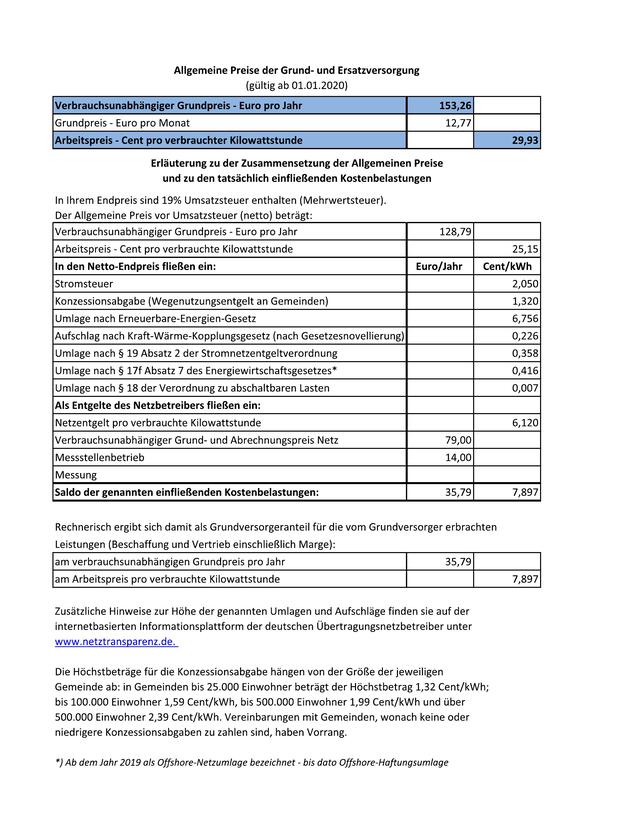 Allgemeine Preise der Grund- und Ersatzversorgung
(gültig ab 01.01.2020)
Verbrauchsunabhängiger Grundpreis - Euro pro Jahr 153,26
Grundpreis - Euro pro Monat 12,77
Arbeitspreis - Cent pro verbrauchter Kilowattstunde 29,93
Erläuterung zu der Zusammensetzung der Allgemeinen Preise
und zu den tatsächlich einfließenden Kostenbelastungen
In Ihrem Endpreis sind 19% Umsatzsteuer enthalten (Mehrwertsteuer).
Der Allgemeine Preis vor Umsatzsteuer (netto) beträgt:
Verbrauchsunabhängiger Grundpreis - Euro pro Jahr 128,79
Arbeitspreis - Cent pro verbrauchte Kilowattstunde 25,15
In den Netto-Endpreis fließen ein: Euro/Jahr Cent/kWh
Stromsteuer 2,050
Konzessionsabgabe (Wegenutzungsentgelt an Gemeinden) 1,320
Umlage nach Erneuerbare-Energien-Gesetz 6,756
Aufschlag nach Kraft-Wärme-Kopplungsgesetz (nach Gesetzesnovellierung) 0,226
Umlage nach § 19 Absatz 2 der Stromnetzentgeltverordnung 0,358
Umlage nach § 17f Absatz 7 des Energiewirtschaftsgesetzes* 0,416
Umlage nach § 18 der Verordnung zu abschaltbaren Lasten 0,007
Als Entgelte des Netzbetreibers fließen ein:
Netzentgelt pro verbrauchte Kilowattstunde 6,120
Verbrauchsunabhängiger Grund- und Abrechnungspreis Netz 79,00
Messstellenbetrieb 14,00
Messung
Saldo der genannten einfließenden Kostenbelastungen: 35,79 7,897
Rechnerisch ergibt sich damit als Grundversorgeranteil für die vom Grundversorger erbrachten
Leistungen (Beschaffung und Vertrieb einschließlich Marge):
am verbrauchsunabhängigen Grundpreis pro Jahr 35,79
am Arbeitspreis pro verbrauchte Kilowattstunde 7,897
Zusätzliche Hinweise zur Höhe der genannten Umlagen und Aufschläge finden sie auf der
internetbasierten Informationsplattform der deutschen Übertragungsnetzbetreiber unter
www.netztransparenz.de.
Die Höchstbeträge für die Konzessionsabgabe hängen von der Größe der jeweiligen
Gemeinde ab: in Gemeinden bis 25.000 Einwohner beträgt der Höchstbetrag 1,32 Cent/kWh;
bis 100.000 Einwohner 1,59 Cent/kWh, bis 500.000 Einwohner 1,99 Cent/kWh und über
500.000 Einwohner 2,39 Cent/kWh. Vereinbarungen mit Gemeinden, wonach keine oder
niedrigere Konzessionsabgaben zu zahlen sind, haben Vorrang.
*) Ab dem Jahr 2019 als Offshore-Netzumlage bezeichnet - bis dato Offshore-Haftungsumlage